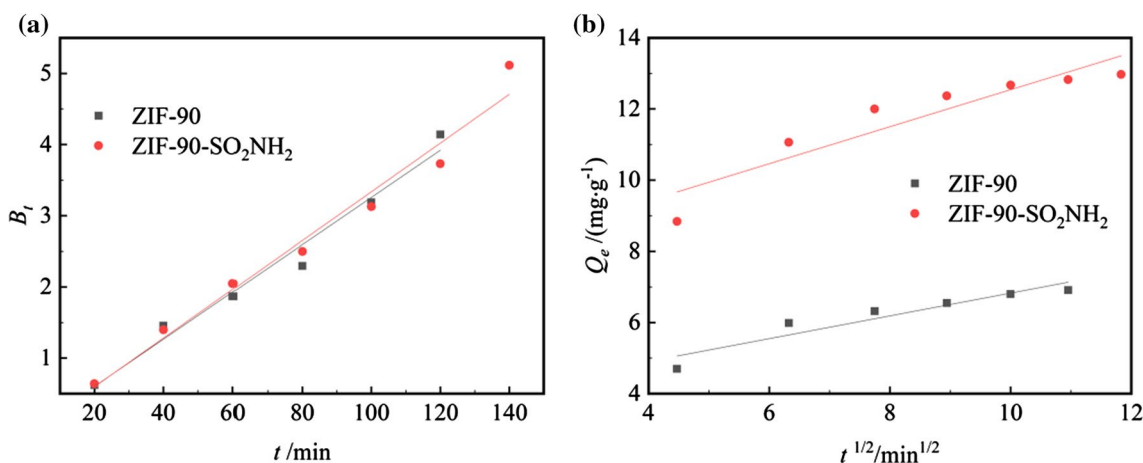 (a)
5
4
3
2
1
B_t
ZIF-90
ZIF-90-SO₂NH₂
20 40 60 80 100 120 140
t /min
(b)
14
12
10
8
6
4
Q_e /(mg·g⁻¹)
ZIF-90
ZIF-90-SO₂NH₂
4 6 8 10 12
t ^1/2/min^1/2